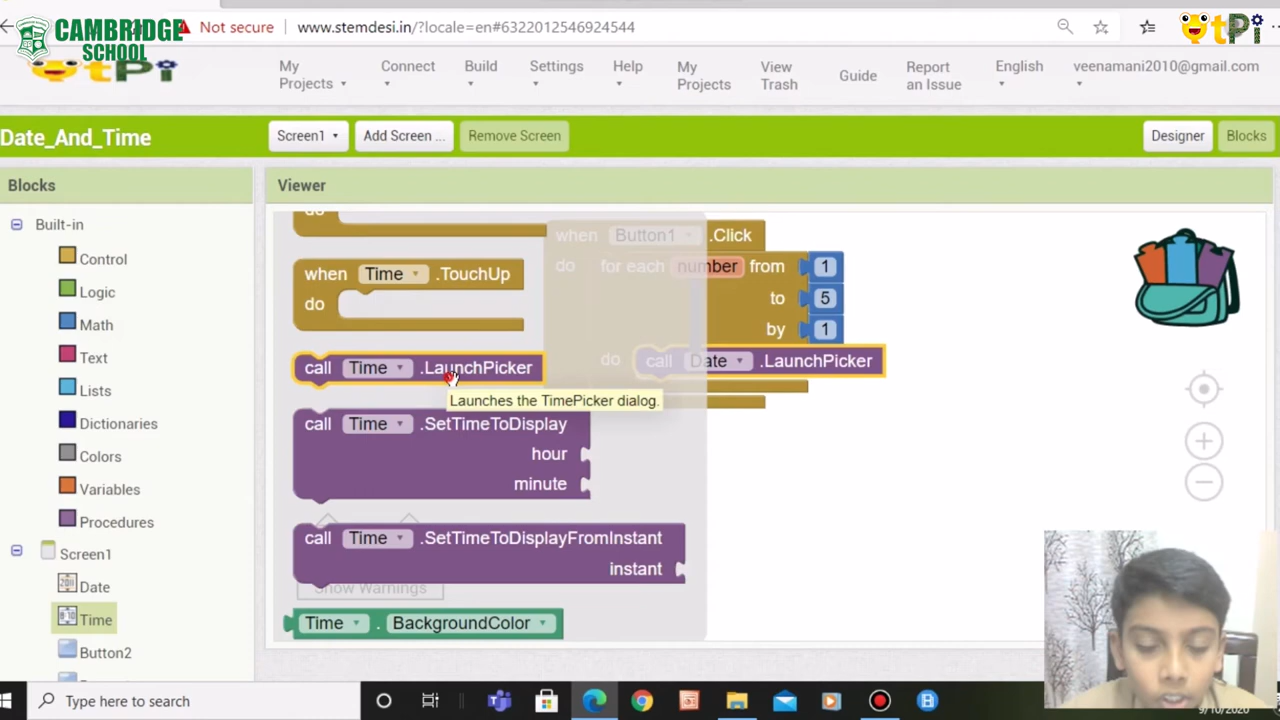 CAMBRIDGE
SCHOOL
Not secure
www.stemdesi.in/?locale=en#6322012546924544
My Projects
Connect
Build
Settings
Help
My Projects
View Trash
Guide
Report an Issue
English
veenamani2010@gmail.com
Date_And_Time
Screen1
Add Screen ...
Remove Screen
Designer
Blocks
Blocks
Viewer
Built-in
Control
Logic
Math
Text
Lists
Dictionaries
Colors
Variables
Procedures
Screen1
Date
Time
Button2
do
when Time .TouchUp
do
call Time .LaunchPicker
Launches the TimePicker dialog.
call Time .SetTimeToDisplay
hour
minute
call Time .SetTimeToDisplayFromInstant
instant
Show Warnings
Time . BackgroundColor
when Button1 .Click
do for each number from 1
to 5
by 1
do call Date .LaunchPicker
Type here to search
9/10/2020